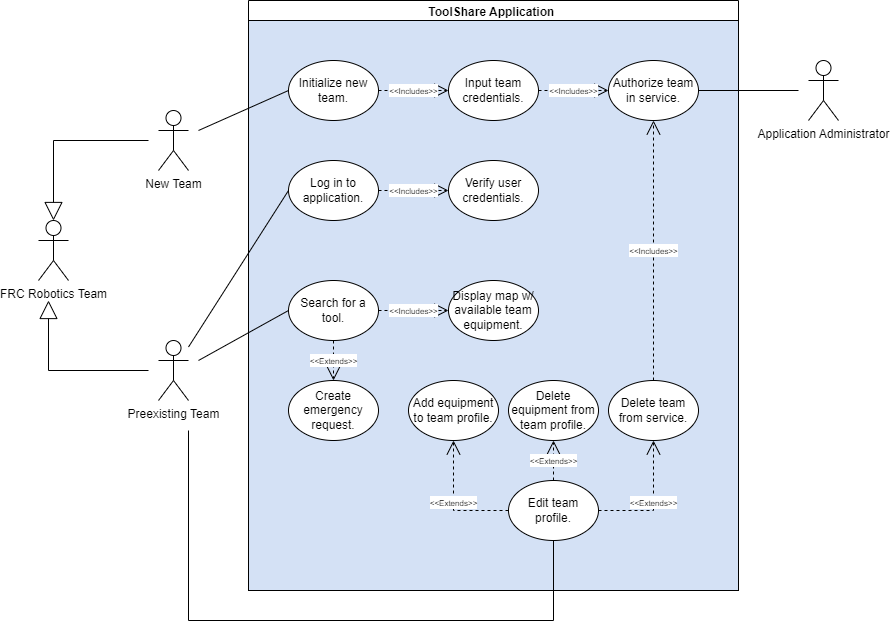 ToolShare Application
Initialize new
team.
<<Includes>>
Input team
credentials.
<<Includes>>
Authorize team
in service.
Application Administrator
New Team
Log in to
application.
<<Includes>>
Verify user
credentials.
<<Includes>>
FRC Robotics Team
Search for a
tool.
<<Includes>>
Display map w/
available team
equipment.
<<Extends>>
Preexisting Team
Create
emergency
request.
Add equipment
to team profile.
Delete
equipment from
team profile.
Delete team
from service.
<<Extends>>
<<Extends>>
Edit team
profile.
<<Extends>>